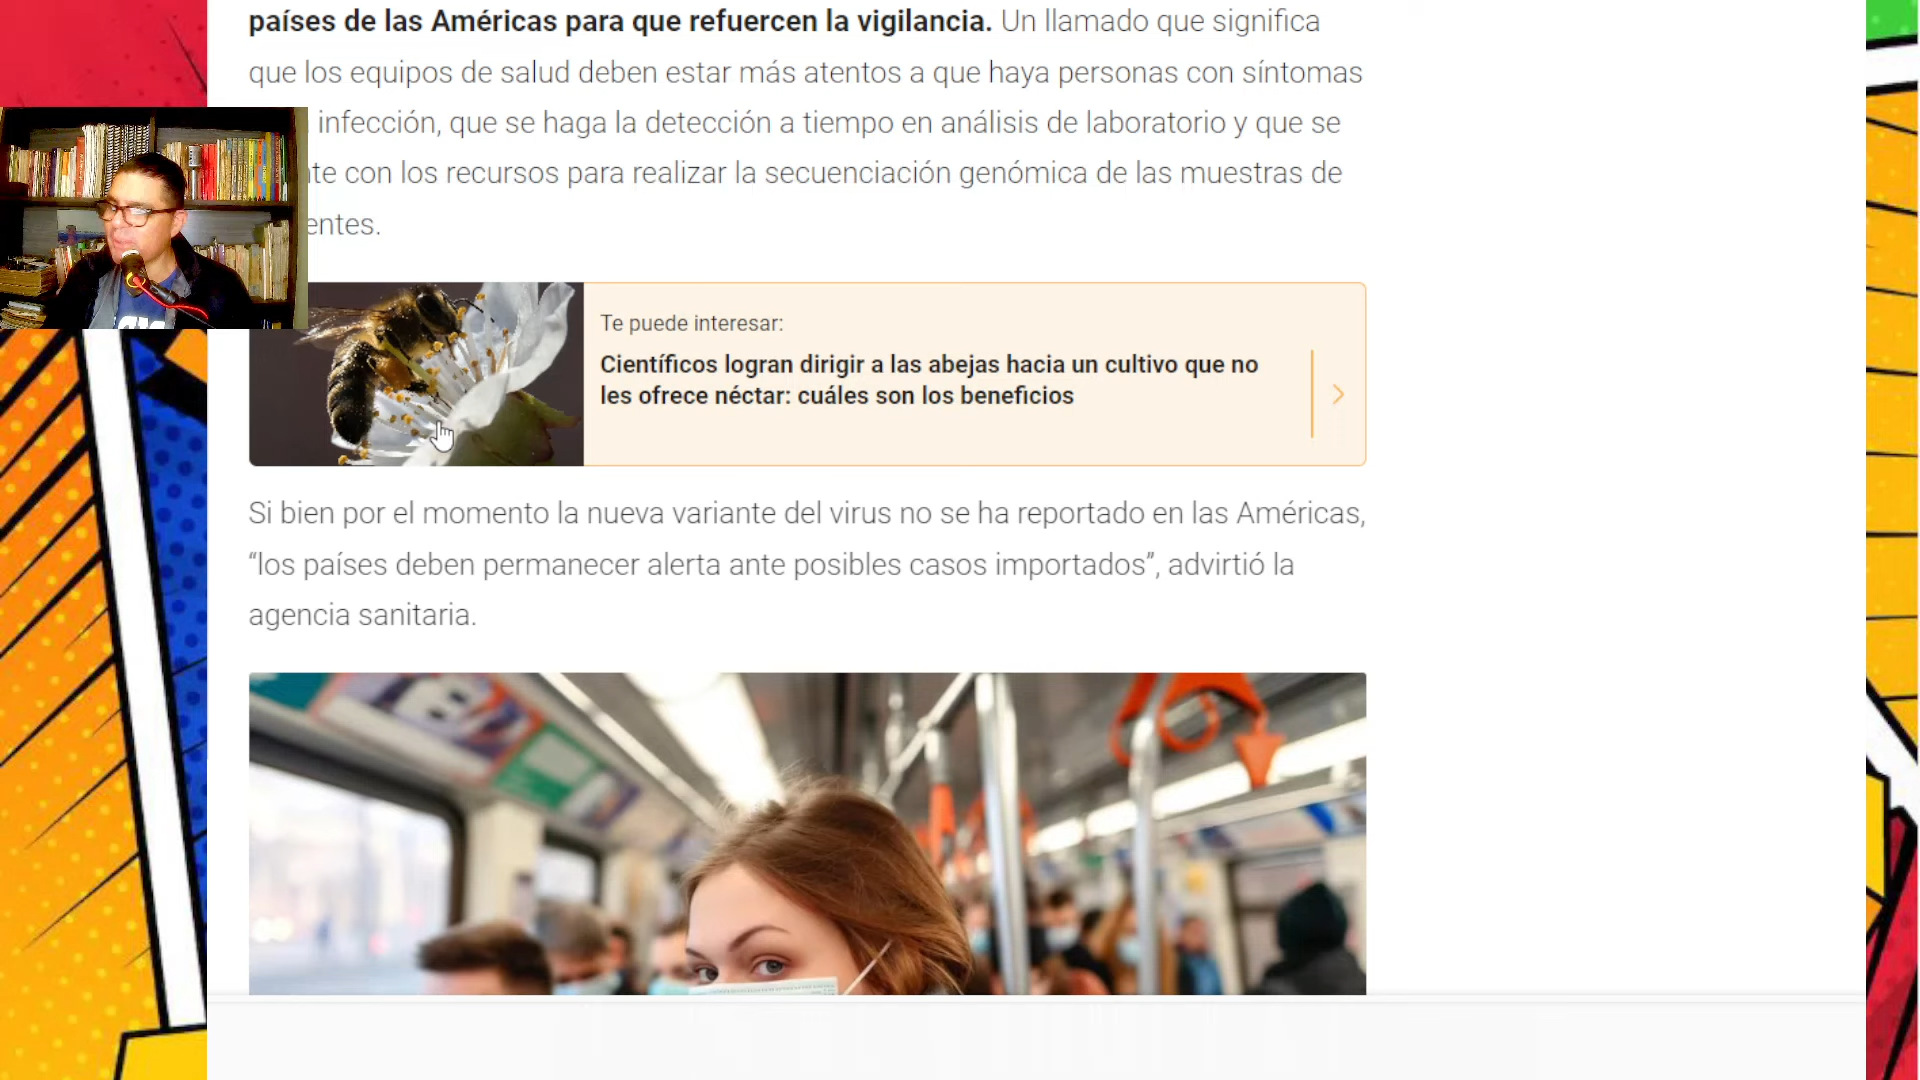 países de las Américas para que refuercen la vigilancia. Un llamado que significa
que los equipos de salud deben estar más atentos a que haya personas con síntomas
infección, que se haga la detección a tiempo en análisis de laboratorio y que se
con los recursos para realizar la secuenciación genómica de las muestras de
Te puede interesar:
Científicos logran dirigir a las abejas hacia un cultivo que no
les ofrece néctar: cuáles son los beneficios
Si bien por el momento la nueva variante del virus no se ha reportado en las Américas,
“los países deben permanecer alerta ante posibles casos importados”, advirtió la
agencia sanitaria.